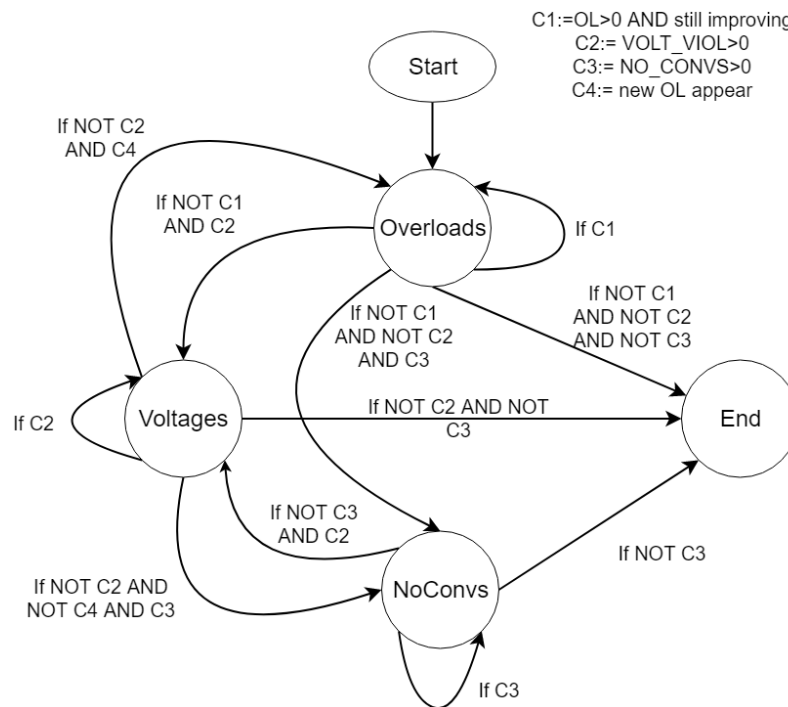 C1:=OL>0 AND still improving
C2:= VOLT_VIOL>0
C3:= NO_CONVS>0
C4:= new OL appear
Start
If NOT C2
AND C4
If NOT C1
AND C2
Overloads
If C1
If NOT C1
AND NOT C2
AND C3
If NOT C1
AND NOT C2
AND NOT C3
If C2
Voltages
If NOT C2 AND NOT
C3
End
If NOT C3
AND C2
If NOT C3
If NOT C2 AND
NOT C4 AND C3
NoConvs
If C3